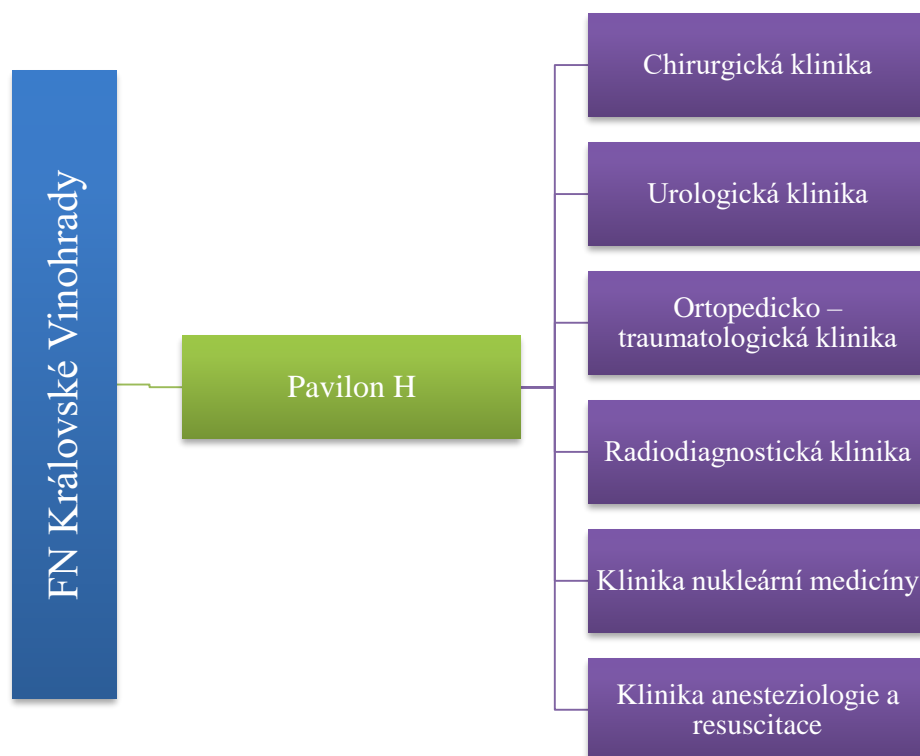 FN Královské Vinohrady
Pavilon H
Chirurgická klinika
Urologická klinika
Ortopedicko –
traumatologická klinika
Radiodiagnostická klinika
Klinika nukleární medicíny
Klinika anesteziologie a
resuscitace